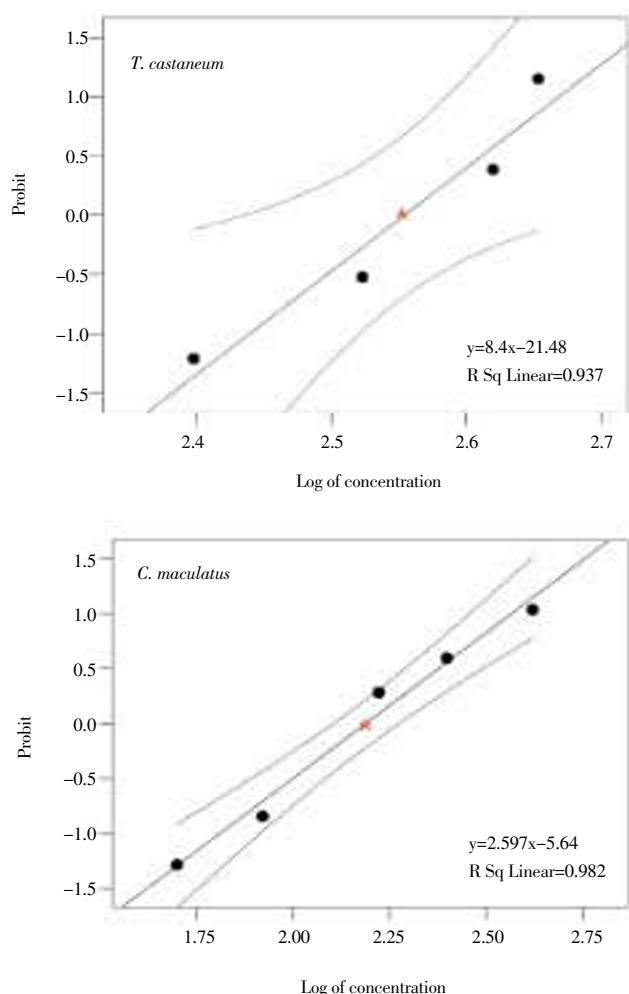 1.5
T. castaneum
1.0
0.5
Probit
0.0
−0.5
−1.0
y=8.4x−21.48
R Sq Linear=0.937
−1.5
2.4 2.5 2.6 2.7
Log of concentration
1.5
C. maculatus
1.0
0.5
Probit
0.0
−0.5
−1.0
y=2.597x−5.64
R Sq Linear=0.982
−1.5
1.75 2.00 2.25 2.50 2.75
Log of concentration